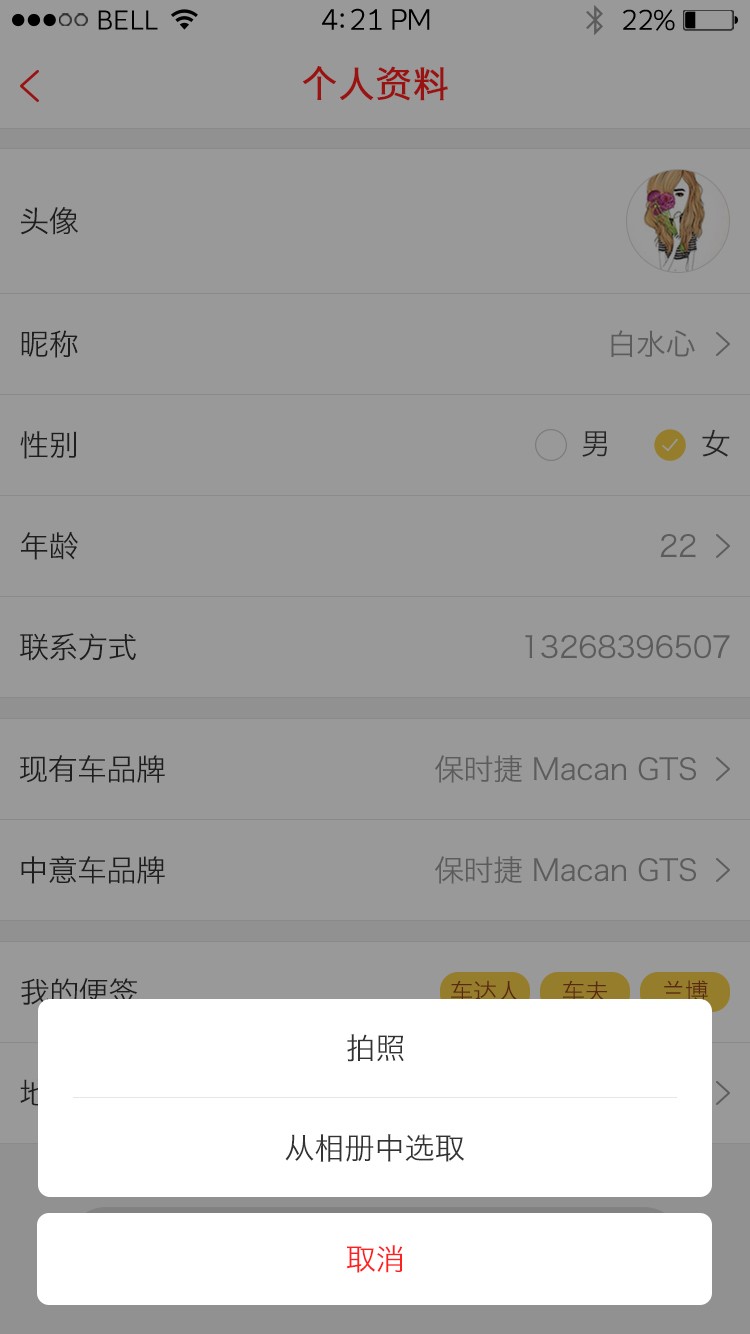 BELL 4:21 PM 22%
个人资料
头像
昵称 白水心
性别 男 女
年龄 22
联系方式 13268396507
现有车品牌 保时捷 Macan GTS
中意车品牌 保时捷 Macan GTS
我的便签 车达人 车夫 兰博
地
拍照
从相册中选取
取消